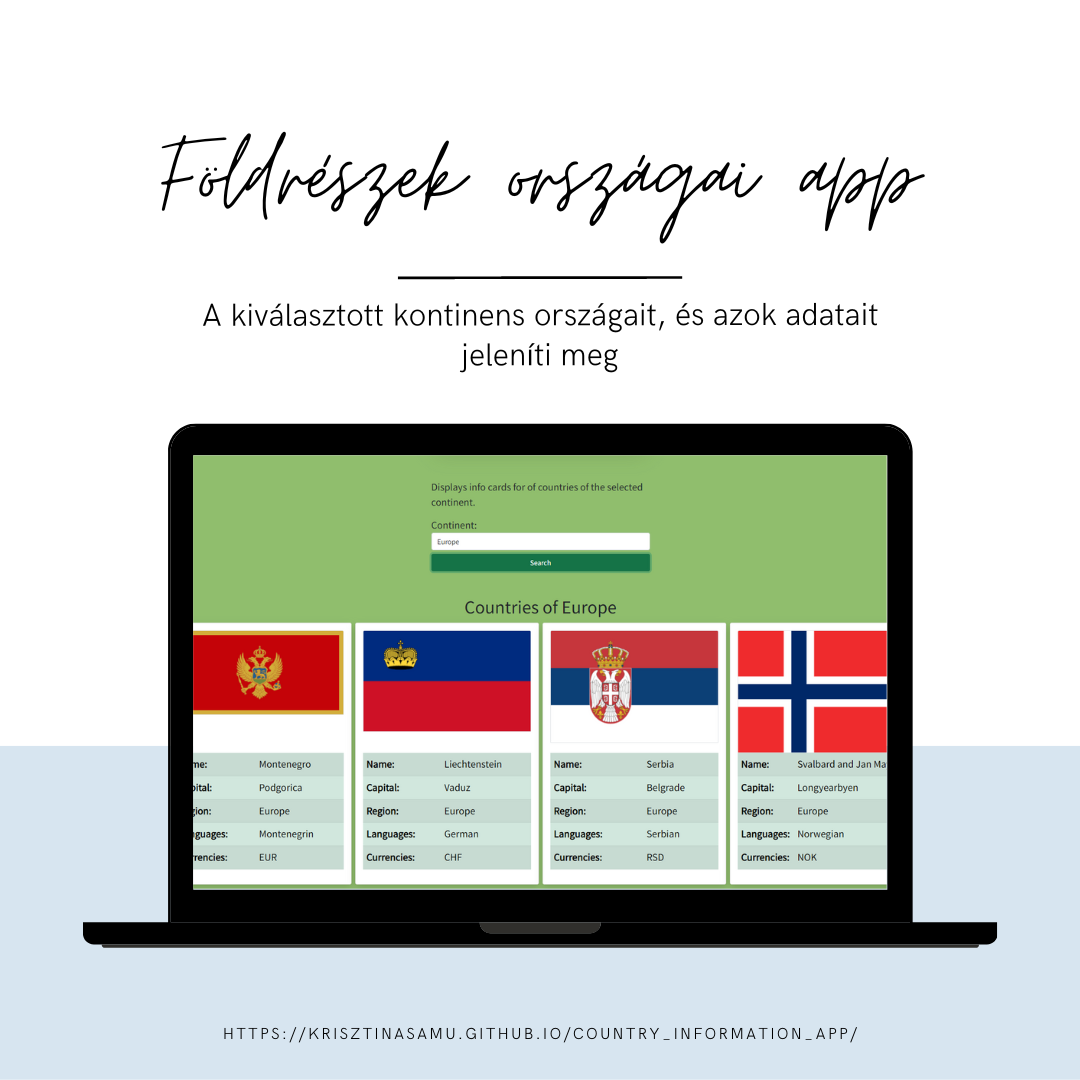 Földrészek országai app
A kiválasztott kontinens országait, és azok adatait
jeleníti meg
Displays info cards for of countries of the selected
continent.
Continent:
Europe
Search
Countries of Europe
me: Montenegro
pital: Podgorica
gion: Europe
nguages: Montenegrin
rrencies: EUR
Name: Liechtenstein
Capital: Vaduz
Region: Europe
Languages: German
Currencies: CHF
Name: Serbia
Capital: Belgrade
Region: Europe
Languages: Serbian
Currencies: RSD
Name: Svalbard and Jan Ma
Capital: Longyearbyen
Region: Europe
Languages: Norwegian
Currencies: NOK
HTTPS://KRISZTINASAMU.GITHUB.IO/COUNTRY_INFORMATION_APP/